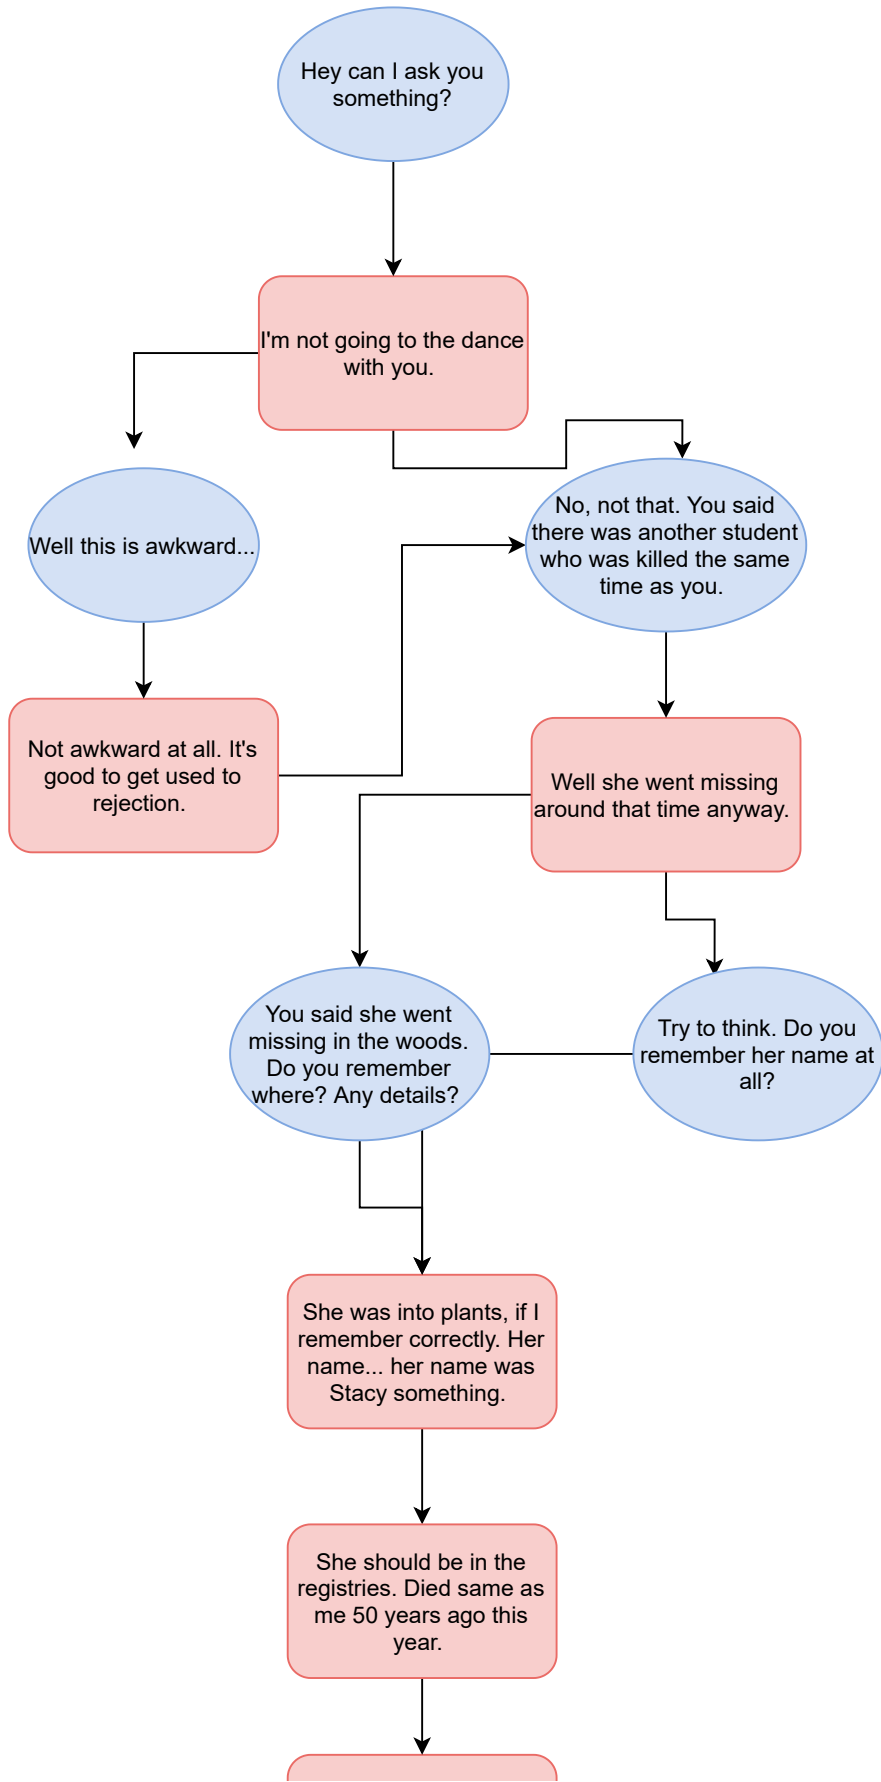 Hey can I ask you
something?
I'm not going to the dance
with you.
No, not that. You said
there was another student
who was killed the same
time as you.
Well this is awkward...
Not awkward at all. It's
good to get used to
rejection.
Well she went missing
around that time anyway.
You said she went
missing in the woods.
Do you remember
where? Any details?
Try to think. Do you
remember her name at
all?
She was into plants, if I
remember correctly. Her
name... her name was
Stacy something.
She should be in the
registries. Died same as
me 50 years ago this
year.